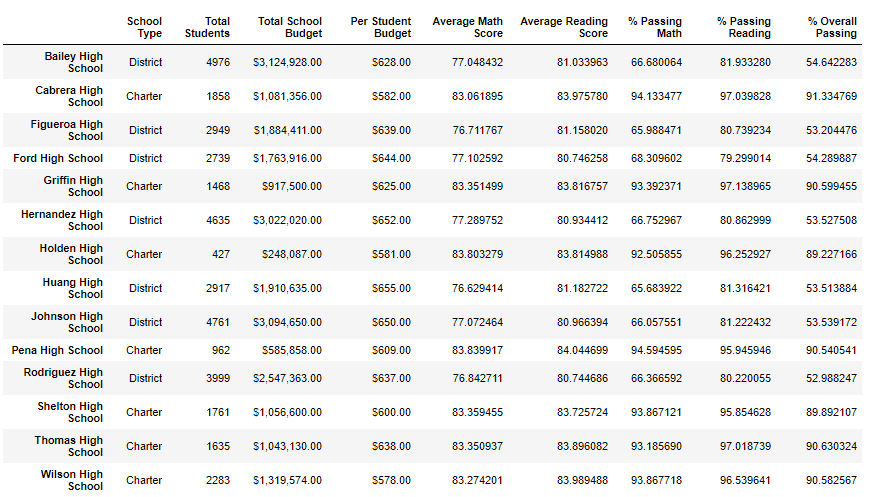 School Type Total Students Total School Budget Per Student Budget Average Math Score Average Reading Score % Passing Math % Passing Reading % Overall Passing
Bailey High School District 4976 $3,124,928.00 $628.00 77.048432 81.033963 66.680064 81.933280 54.642283
Cabrera High School Charter 1858 $1,081,356.00 $582.00 83.061895 83.975780 94.133477 97.039828 91.334769
Figueroa High School District 2949 $1,884,411.00 $639.00 76.711767 81.158020 65.988471 80.739234 53.204476
Ford High School District 2739 $1,763,916.00 $644.00 77.102592 80.746258 68.309602 79.299014 54.289887
Griffin High School Charter 1468 $917,500.00 $625.00 83.351499 83.816757 93.392371 97.138965 90.599455
Hernandez High School District 4635 $3,022,020.00 $652.00 77.289752 80.934412 66.752967 80.862999 53.527508
Holden High School Charter 427 $248,087.00 $581.00 83.803279 83.814988 92.505855 96.252927 89.227166
Huang High School District 2917 $1,910,635.00 $655.00 76.629414 81.182722 65.683922 81.316421 53.513884
Johnson High School District 4761 $3,094,650.00 $650.00 77.072464 80.966394 66.057551 81.222432 53.539172
Pena High School Charter 962 $585,858.00 $609.00 83.839917 84.044699 94.594595 95.945946 90.540541
Rodriguez High School District 3999 $2,547,363.00 $637.00 76.842711 80.744686 66.366592 80.220055 52.988247
Shelton High School Charter 1761 $1,056,600.00 $600.00 83.359455 83.725724 93.867121 95.854628 89.892107
Thomas High School Charter 1635 $1,043,130.00 $638.00 83.350937 83.896082 93.185690 97.018739 90.630324
Wilson High School Charter 2283 $1,319,574.00 $578.00 83.274201 83.989488 93.867718 96.539641 90.582567